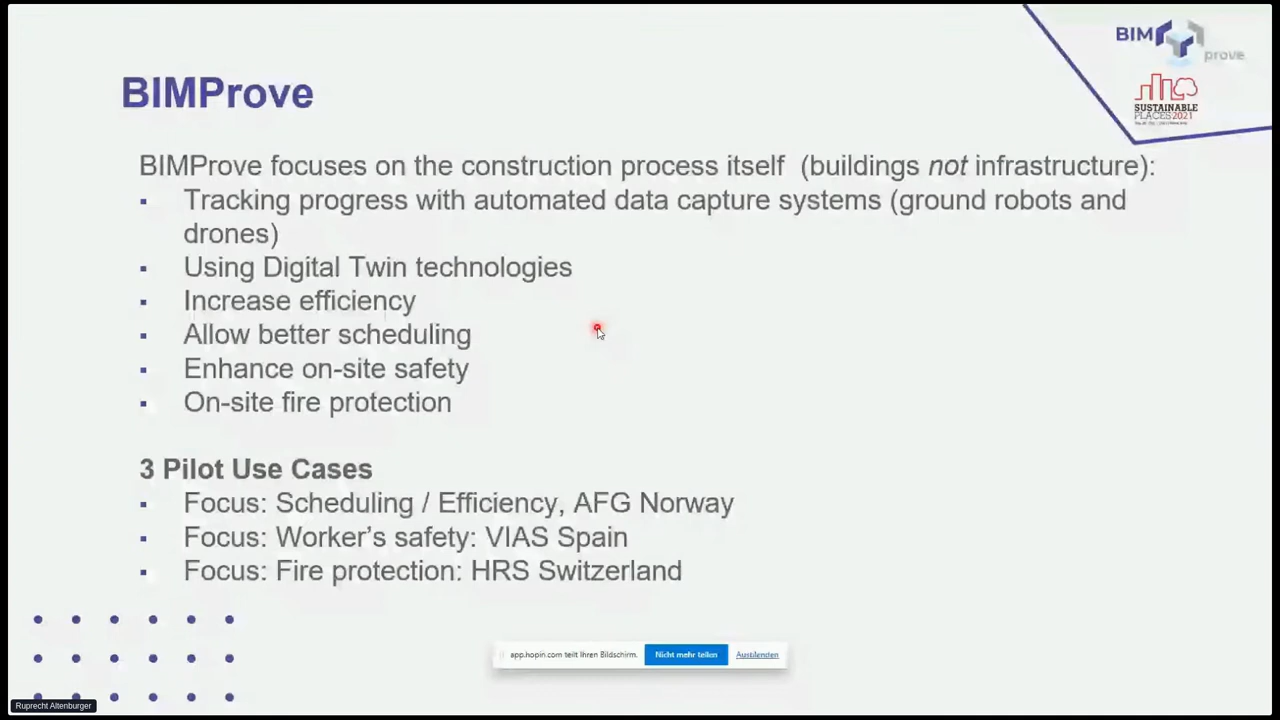 BIM
prove
SUSTAINABLE
PLACES2021
BIMProve
BIMProve focuses on the construction process itself (buildings not infrastructure):
▪ Tracking progress with automated data capture systems (ground robots and
drones)
▪ Using Digital Twin technologies
▪ Increase efficiency
▪ Allow better scheduling
▪ Enhance on-site safety
▪ On-site fire protection
3 Pilot Use Cases
▪ Focus: Scheduling / Efficiency, AFG Norway
▪ Focus: Worker’s safety: VIAS Spain
▪ Focus: Fire protection: HRS Switzerland
app.hopin.com teilt Ihren Bildschirm. Nicht mehr teilen Ausblenden
Ruprecht Altenburger